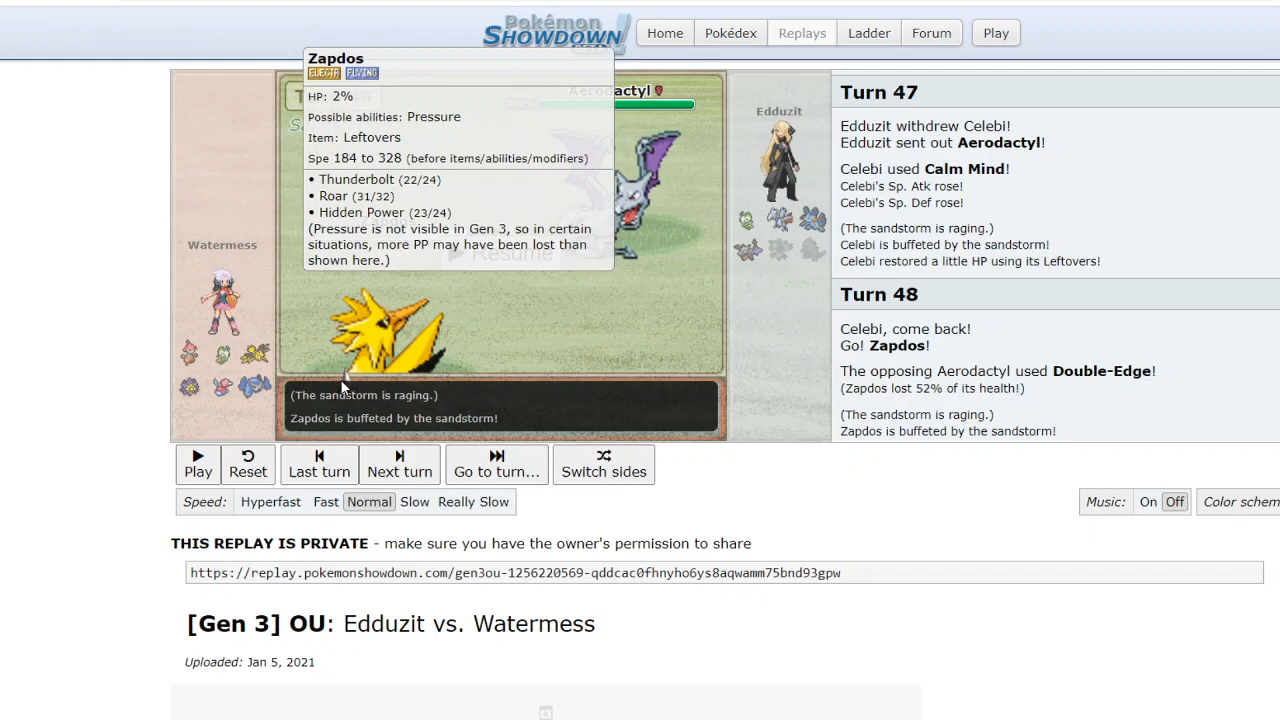 Pokémon
SHOWDOWN
BETA
Home
Pokédex
Replays
Ladder
Forum
Play
Zapdos
ELECTR FLYING
HP: 2%
Possible abilities: Pressure
Item: Leftovers
Spe 184 to 328 (before items/abilities/modifiers)
• Thunderbolt (22/24)
• Roar (31/32)
• Hidden Power (23/24)
(Pressure is not visible in Gen 3, so in certain
situations, more PP may have been lost than
shown here.)
Aerodactyl
Resume
Watermess
Edduzit
(The sandstorm is raging.)
Zapdos is buffeted by the sandstorm!
Turn 47
Edduzit withdrew Celebi!
Edduzit sent out Aerodactyl!
Celebi used Calm Mind!
Celebi's Sp. Atk rose!
Celebi's Sp. Def rose!
(The sandstorm is raging.)
Celebi is buffeted by the sandstorm!
Celebi restored a little HP using its Leftovers!
Turn 48
Celebi, come back!
Go! Zapdos!
The opposing Aerodactyl used Double-Edge!
(Zapdos lost 52% of its health!)
(The sandstorm is raging.)
Zapdos is buffeted by the sandstorm!
Play
Reset
Last turn
Next turn
Go to turn...
Switch sides
Speed: Hyperfast Fast Normal Slow Really Slow
Music: On Off
Color schem
THIS REPLAY IS PRIVATE - make sure you have the owner's permission to share
https://replay.pokemonshowdown.com/gen3ou-1256220569-qddcac0fhnyho6ys8aqwamm75bnd93gpw
[Gen 3] OU: Edduzit vs. Watermess
Uploaded: Jan 5, 2021